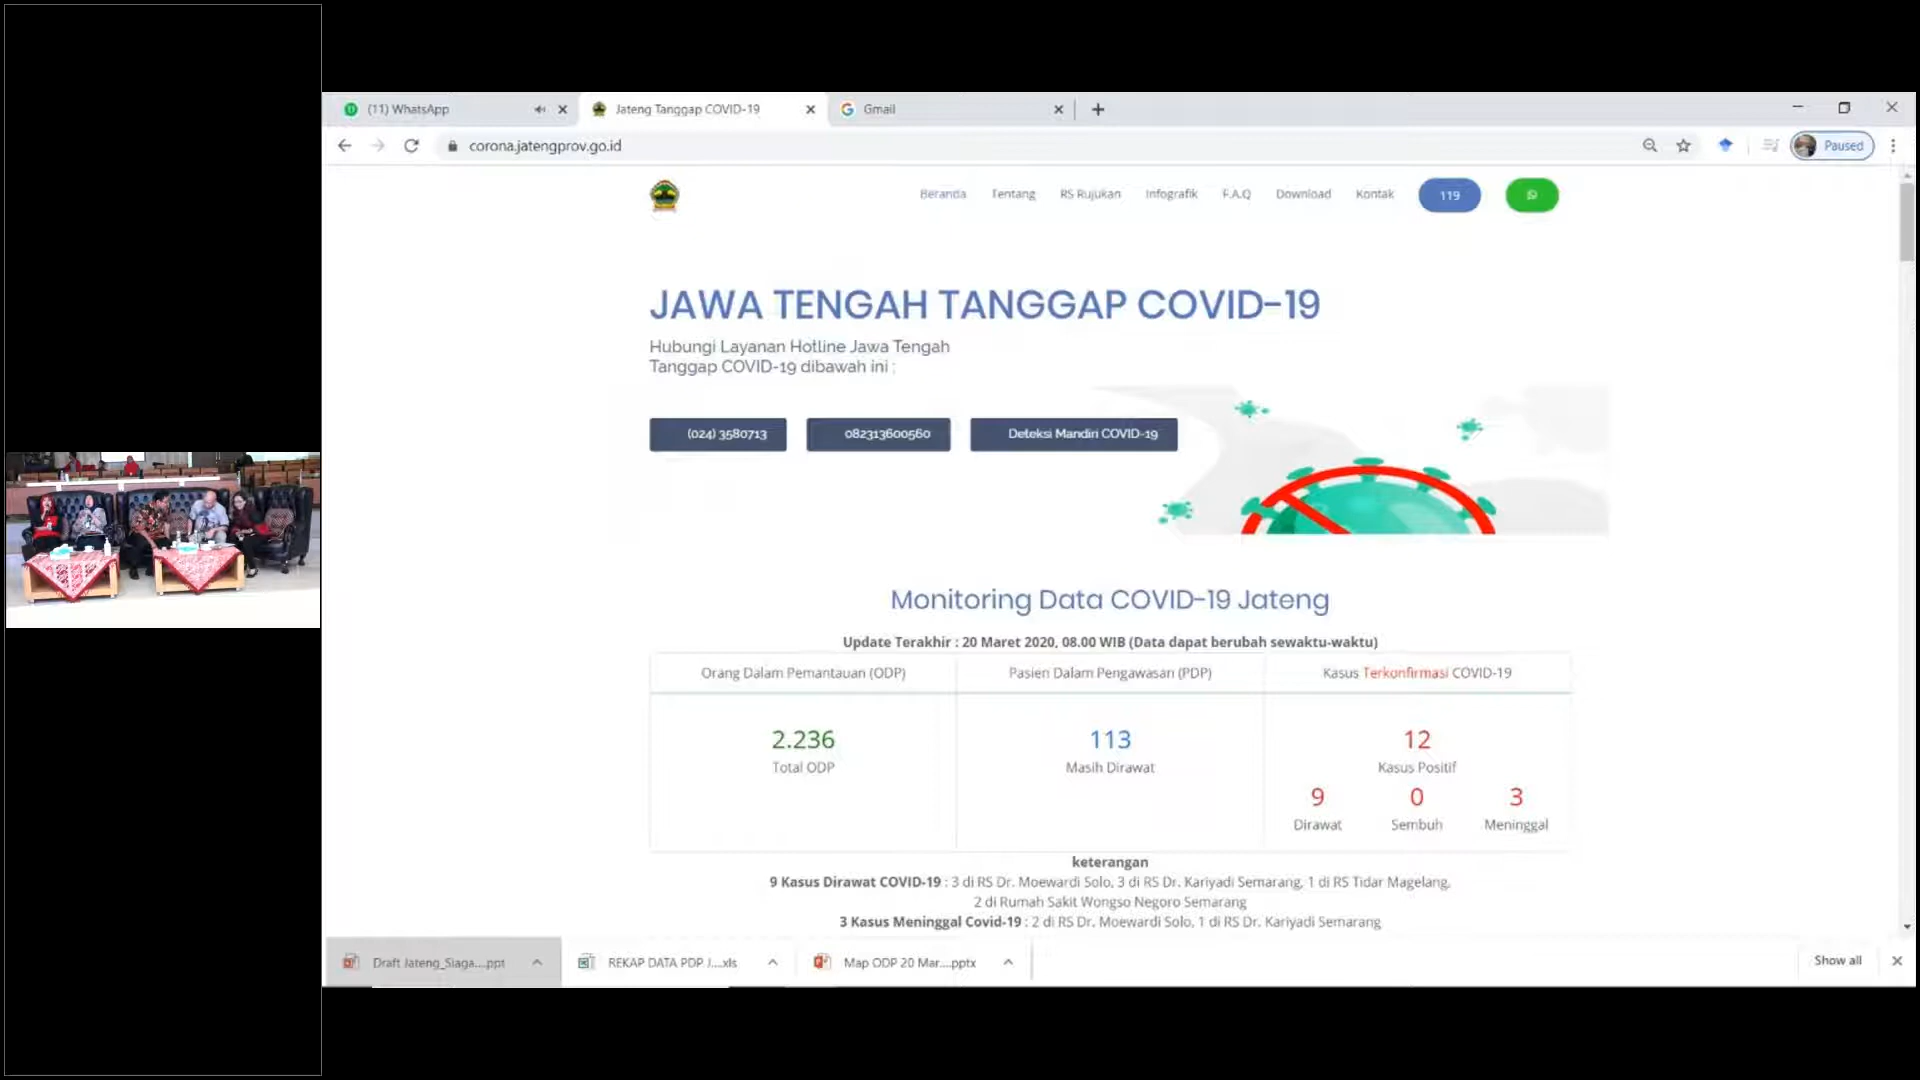 (11) WhatsApp
Jateng Tanggap COVID-19
Gmail
corona.jatengprov.go.id
Paused
Beranda
Tentang
RS Rujukan
Infografik
F.A.Q
Download
Kontak
119
JAWA TENGAH TANGGAP COVID-19
Hubungi Layanan Hotline Jawa Tengah
Tanggap COVID-19 dibawah ini :
(024) 3580713
082313600560
Deteksi Mandiri COVID-19
Monitoring Data COVID-19 Jateng
Update Terakhir : 20 Maret 2020, 08.00 WIB (Data dapat berubah sewaktu-waktu)
Orang Dalam Pemantauan (ODP)
Pasien Dalam Pengawasan (PDP)
Kasus Terkonfirmasi COVID-19
2.236
Total ODP
113
Masih Dirawat
12
Kasus Positif
9
0
3
Dirawat
Sembuh
Meninggal
keterangan
9 Kasus Dirawat COVID-19 : 3 di RS Dr. Moewardi Solo, 3 di RS Dr. Kariyadi Semarang, 1 di RS Tidar Magelang,
2 di Rumah Sakit Wongso Negoro Semarang
3 Kasus Meninggal Covid-19 : 2 di RS Dr. Moewardi Solo, 1 di RS Dr. Kariyadi Semarang
Draft Jateng_Siaga....ppt
REKAP DATA PDP J....xls
Map ODP 20 Mar....pptx
Show all